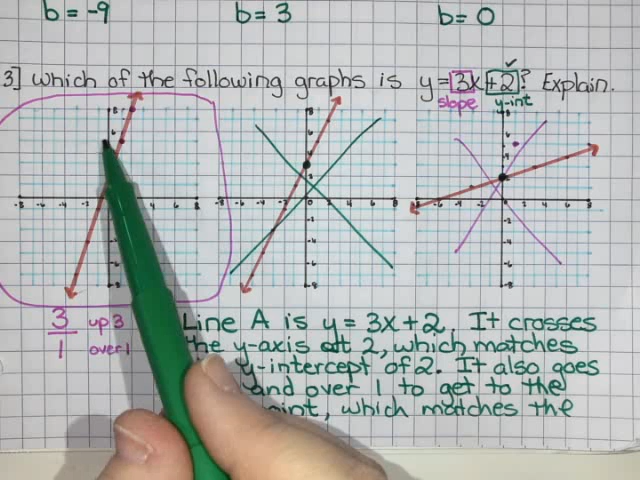 b = -9 b = 3 b = 0
3] Which of the following graphs is y = 3x + 2? Explain.
slope y-int
3/1 up 3
over 1
Line A is y = 3x + 2. It crosses
the y-axis at 2, which matches
y-intercept of 2. It also goes
and over 1 to get to the
, which matches the